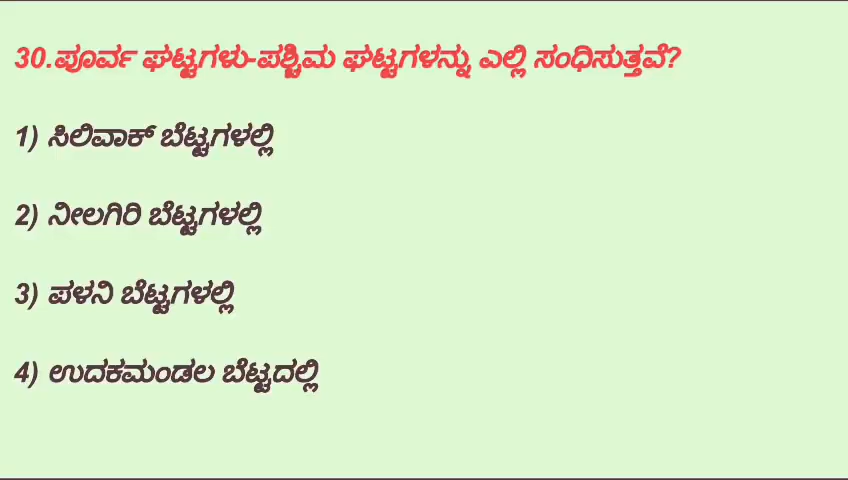 30.ಪೂರ್ವ ಘಟ್ಟಗಳು-ಪಶ್ಚಿಮ ಘಟ್ಟಗಳನ್ನು ಎಲ್ಲಿ ಸಂಧಿಸುತ್ತವೆ?
1) ಸಿಲಿವಾಕ್ ಬೆಟ್ಟಗಳಲ್ಲಿ
2) ನೀಲಗಿರಿ ಬೆಟ್ಟಗಳಲ್ಲಿ
3) ಪಳನಿ ಬೆಟ್ಟಗಳಲ್ಲಿ
4) ಉದಕಮಂಡಲ ಬೆಟ್ಟದಲ್ಲಿ